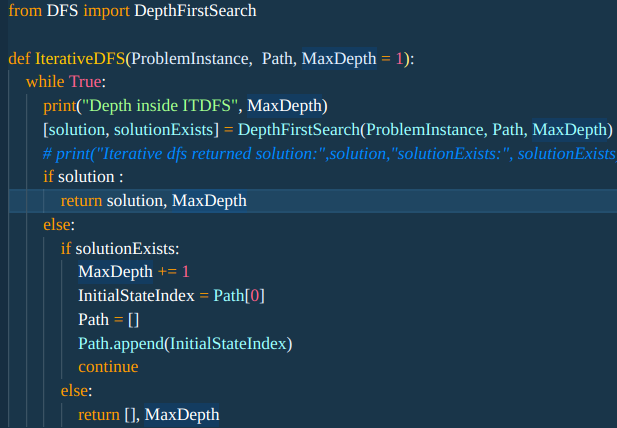 from DFS import DepthFirstSearch
def IterativeDFS(ProblemInstance,  Path, MaxDepth = 1):
while True:
print("Depth inside ITDFS", MaxDepth)
[solution, solutionExists] = DepthFirstSearch(ProblemInstance, Path, MaxDepth)
# print("Iterative dfs returned solution:",solution,"solutionExists:", solutionExists
if solution :
return solution, MaxDepth
else:
if solutionExists:
MaxDepth += 1
InitialStateIndex = Path[0]
Path = []
Path.append(InitialStateIndex)
continue
else:
return [], MaxDepth